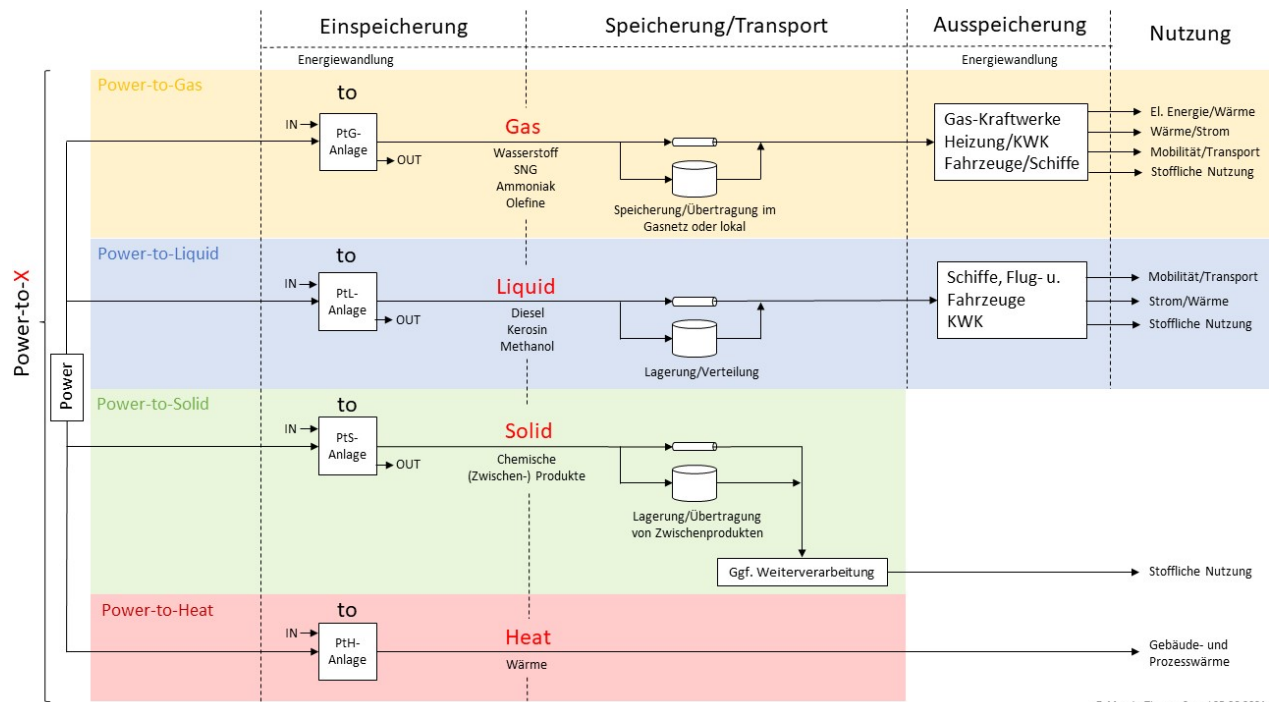 Einspeicherung
Speicherung/Transport
Ausspeicherung
Nutzung
Energiewandlung
Energiewandlung
Power-to-X
Power
Power-to-Gas
to
IN
PtG-
Anlage
OUT
Gas
Wasserstoff
SNG
Ammoniak
Olefine
Speicherung/Übertragung im
Gasnetz oder lokal
Gas-Kraftwerke
Heizung/KWK
Fahrzeuge/Schiffe
El. Energie/Wärme
Wärme/Strom
Mobilität/Transport
Stoffliche Nutzung
Power-to-Liquid
to
IN
PtL-
Anlage
OUT
Liquid
Diesel
Kerosin
Methanol
Lagerung/Verteilung
Schiffe, Flug- u.
Fahrzeuge
KWK
Mobilität/Transport
Strom/Wärme
Stoffliche Nutzung
Power-to-Solid
to
IN
PtS-
Anlage
OUT
Solid
Chemische
(Zwischen-) Produkte
Lagerung/Übertragung
von Zwischenprodukten
Ggf. Weiterverarbeitung
Stoffliche Nutzung
Power-to-Heat
to
IN
PtH-
Anlage
Heat
Wärme
Gebäude- und
Prozesswärme